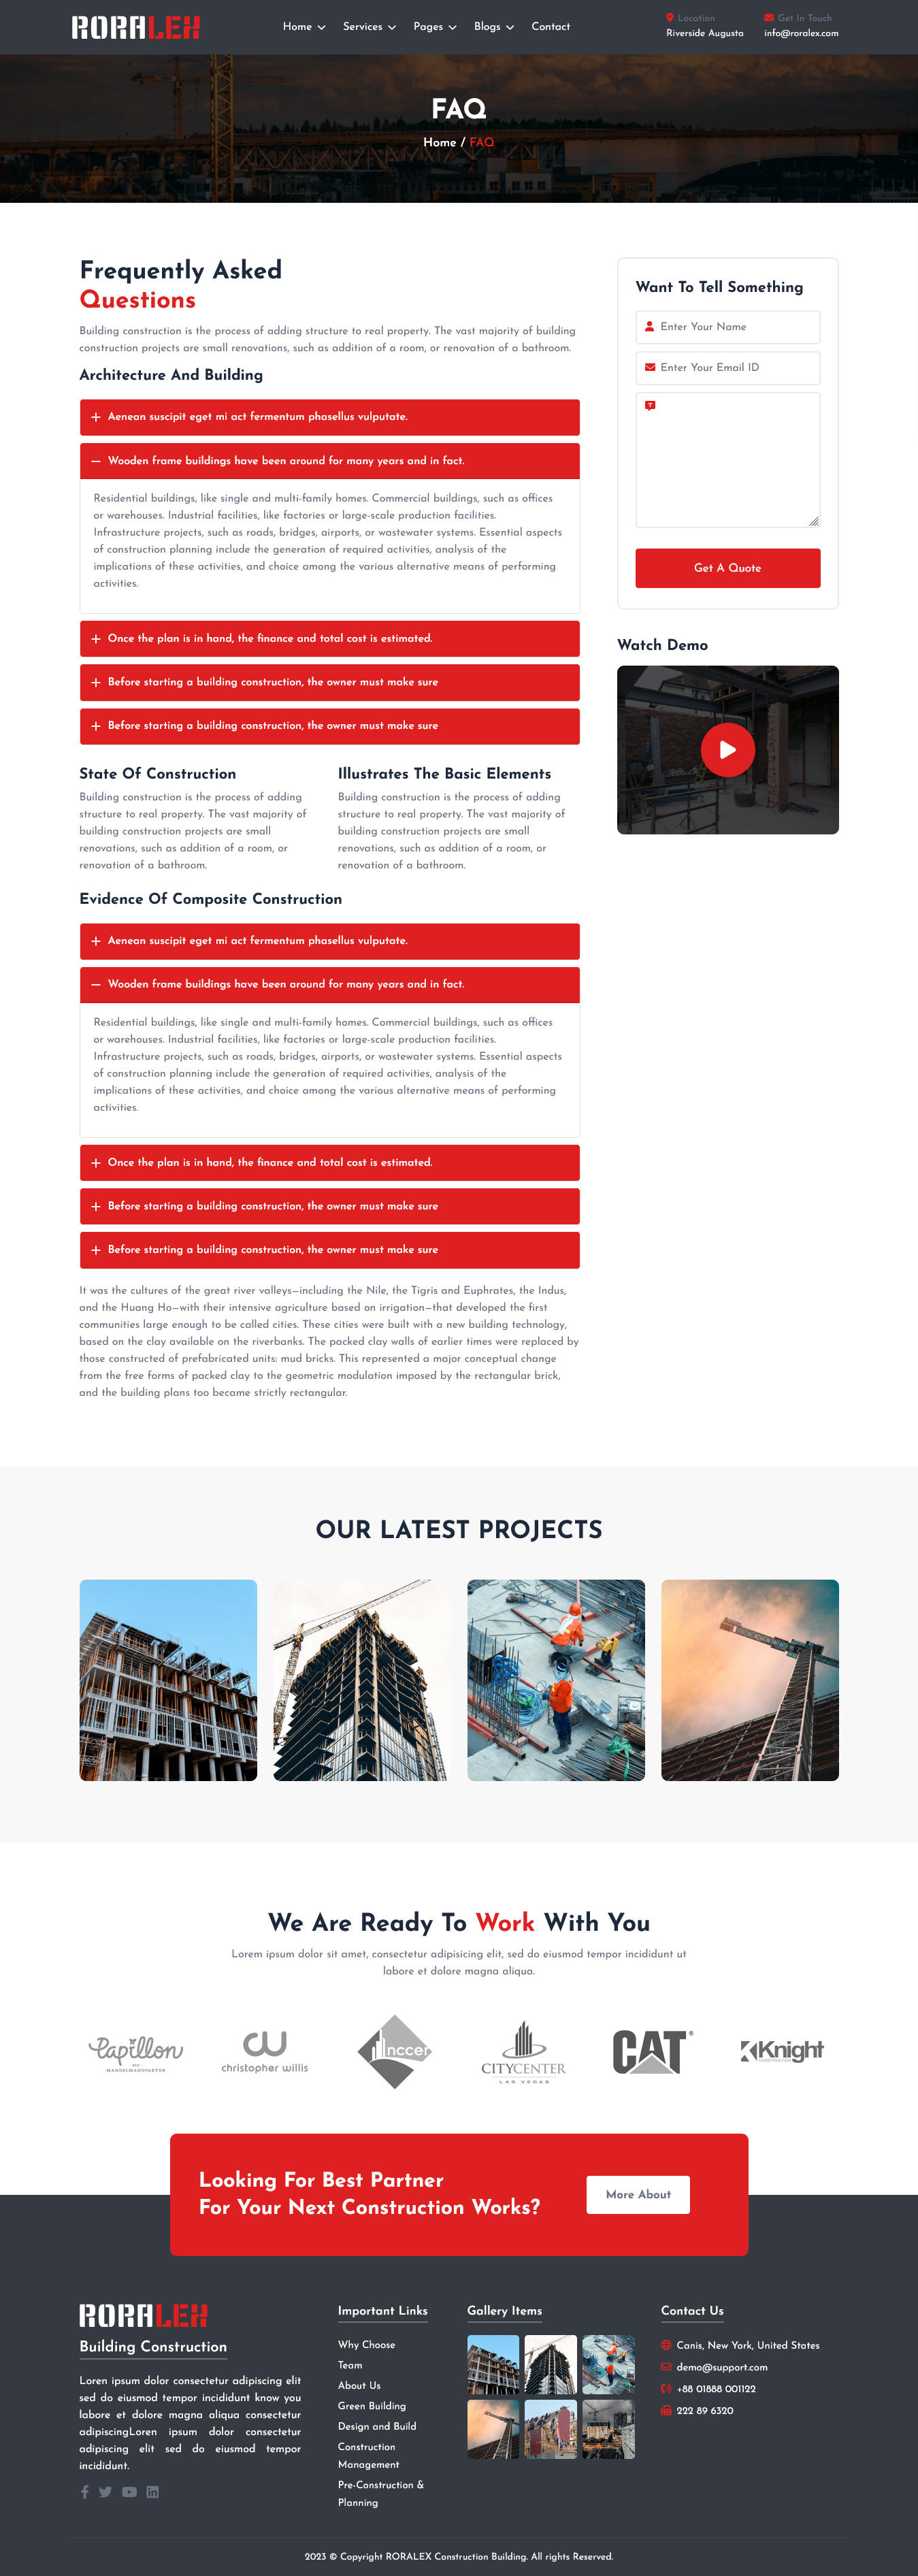 RORALEX
Home Services Pages Blogs Contact
Location
Riverside Augusta
Get In Touch
info@roralex.com
FAQ
Home / FAQ
Frequently Asked
Questions
Building construction is the process of adding structure to real property. The vast majority of building
construction projects are small renovations, such as addition of a room, or renovation of a bathroom.
Architecture And Building
Aenean suscipit eget mi act fermentum phasellus vulputate.
Wooden frame buildings have been around for many years and in fact.
Residential buildings, like single and multi-family homes. Commercial buildings, such as offices
or warehouses. Industrial facilities, like factories or large-scale production facilities.
Infrastructure projects, such as roads, bridges, airports, or wastewater systems. Essential aspects
of construction planning include the generation of required activities, analysis of the
implications of these activities, and choice among the various alternative means of performing
activities.
Once the plan is in hand, the finance and total cost is estimated.
Before starting a building construction, the owner must make sure
Before starting a building construction, the owner must make sure
State Of Construction
Building construction is the process of adding
structure to real property. The vast majority of
building construction projects are small
renovations, such as addition of a room, or
renovation of a bathroom.
Illustrates The Basic Elements
Building construction is the process of adding
structure to real property. The vast majority of
building construction projects are small
renovations, such as addition of a room, or
renovation of a bathroom.
Evidence Of Composite Construction
Aenean suscipit eget mi act fermentum phasellus vulputate.
Wooden frame buildings have been around for many years and in fact.
Residential buildings, like single and multi-family homes. Commercial buildings, such as offices
or warehouses. Industrial facilities, like factories or large-scale production facilities.
Infrastructure projects, such as roads, bridges, airports, or wastewater systems. Essential aspects
of construction planning include the generation of required activities, analysis of the
implications of these activities, and choice among the various alternative means of performing
activities.
Once the plan is in hand, the finance and total cost is estimated.
Before starting a building construction, the owner must make sure
Before starting a building construction, the owner must make sure
It was the cultures of the great river valleys—including the Nile, the Tigris and Euphrates, the Indus,
and the Huang Ho—with their intensive agriculture based on irrigation—that developed the first
communities large enough to be called cities. These cities were built with a new building technology,
based on the clay available on the riverbanks. The packed clay walls of earlier times were replaced by
those constructed of prefabricated units: mud bricks. This represented a major conceptual change
from the free forms of packed clay to the geometric modulation imposed by the rectangular brick,
and the building plans too became strictly rectangular.
Want To Tell Something
Enter Your Name
Enter Your Email ID
Get A Quote
Watch Demo
OUR LATEST PROJECTS
We Are Ready To Work With You
Lorem ipsum dolor sit amet, consectetur adipisicing elit, sed do eiusmod tempor incididunt ut
labore et dolore magna aliqua.
Papillon
MANDELMANUFAKTUR
christopher willis
nccer
CITYCENTER
LAS VEGAS
CAT
Knight
CONSTRUCTION
Looking For Best Partner
For Your Next Construction Works?
More About
RORALEX
Building Construction
Lorem ipsum dolor consectetur adipiscing elit
sed do eiusmod tempor incididunt know you
labore et dolore magna aliqua consectetur
adipiscingLoren ipsum dolor consectetur
adipiscing elit sed do eiusmod tempor
incididunt.
Important Links
Why Choose
Team
About Us
Green Building
Design and Build
Construction
Management
Pre-Construction &
Planning
Gallery Items
Contact Us
Canis, New York, United States
demo@support.com
+88 01888 001122
222 89 6320
2023 © Copyright RORALEX Construction Building. All rights Reserved.